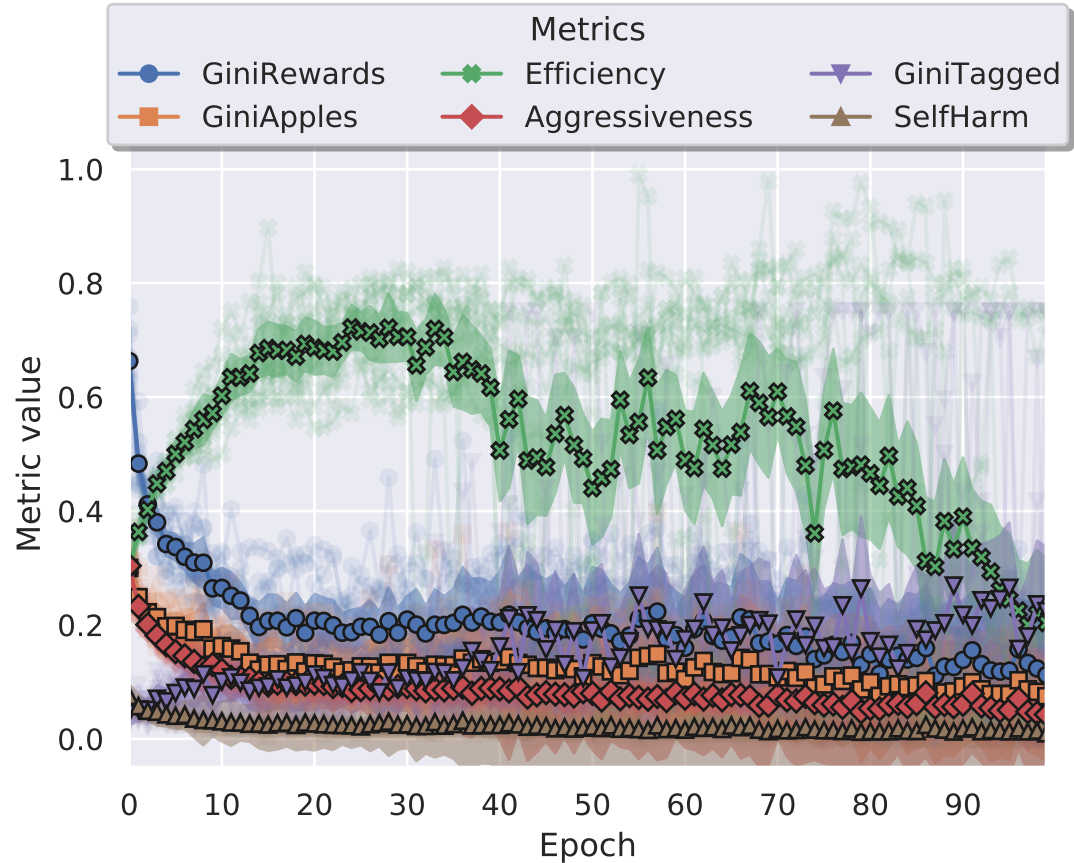 Metrics
GiniRewards Efficiency GiniTagged
GiniApples Aggressiveness SelfHarm
1.0
0.8
0.6
0.4
0.2
0.0
Metric value
0 10 20 30 40 50 60 70 80 90
Epoch